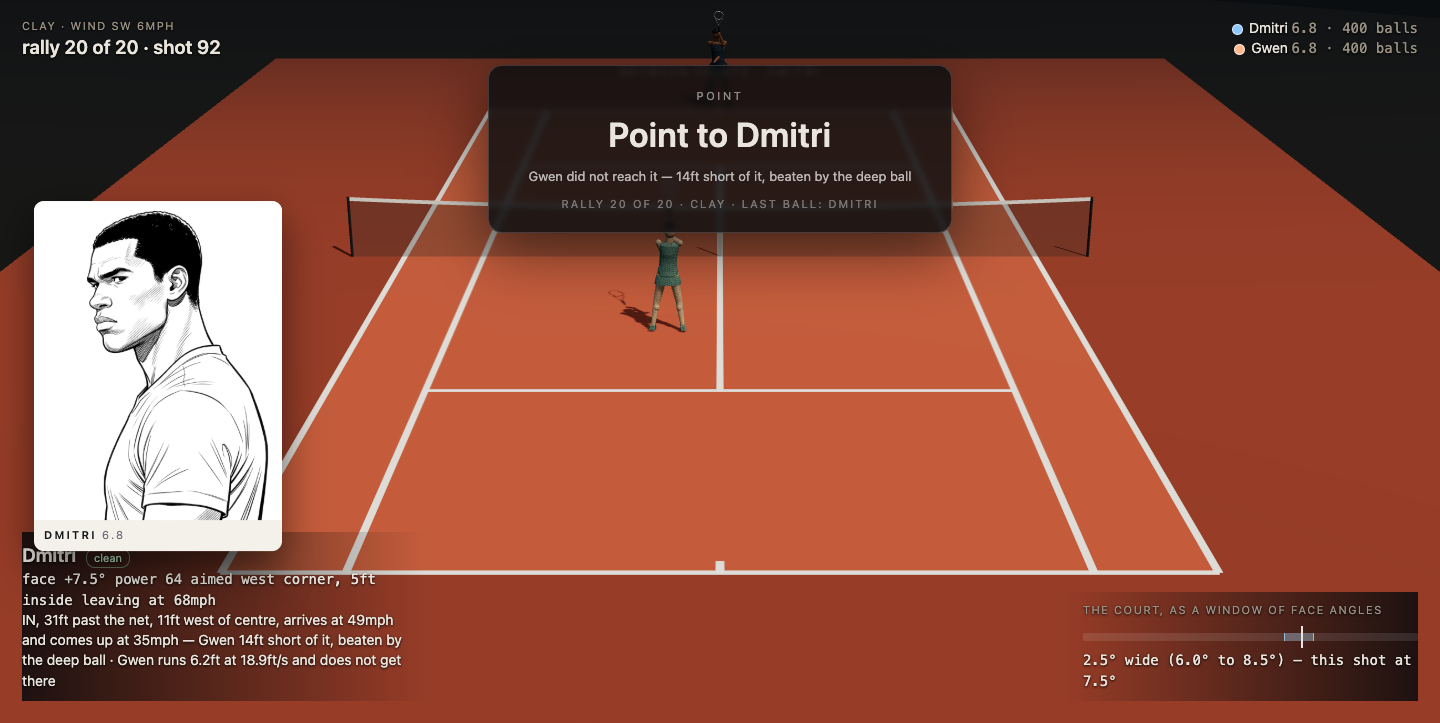 CLAY · WIND SW 6MPH
rally 20 of 20 · shot 92
Dmitri 6.8 · 400 balls
Gwen 6.8 · 400 balls
POINT
Point to Dmitri
Gwen did not reach it — 14ft short of it, beaten by the deep ball
RALLY 20 OF 20 · CLAY · LAST BALL: DMITRI
DMITRI 6.8
Dmitri clean
face +7.5° power 64 aimed west corner, 5ft
inside leaving at 68mph
IN, 31ft past the net, 11ft west of centre, arrives at 49mph
and comes up at 35mph — Gwen 14ft short of it, beaten by
the deep ball · Gwen runs 6.2ft at 18.9ft/s and does not get
there
THE COURT, AS A WINDOW OF FACE ANGLES
2.5° wide (6.0° to 8.5°) — this shot at
7.5°